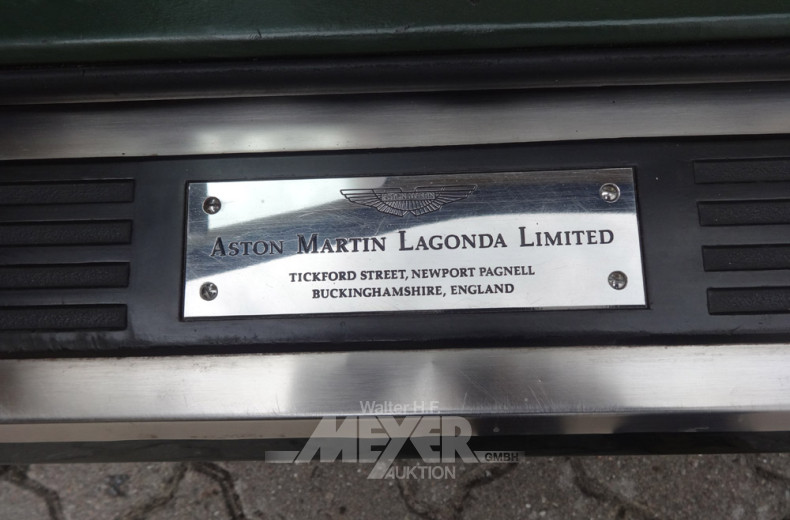 ASTON MARTIN LAGONDA LIMITED
TICKFORD STREET, NEWPORT PAGNELL
BUCKINGHAMSHIRE, ENGLAND
Walter H.F.
MEYER
GMBH
AUKTION